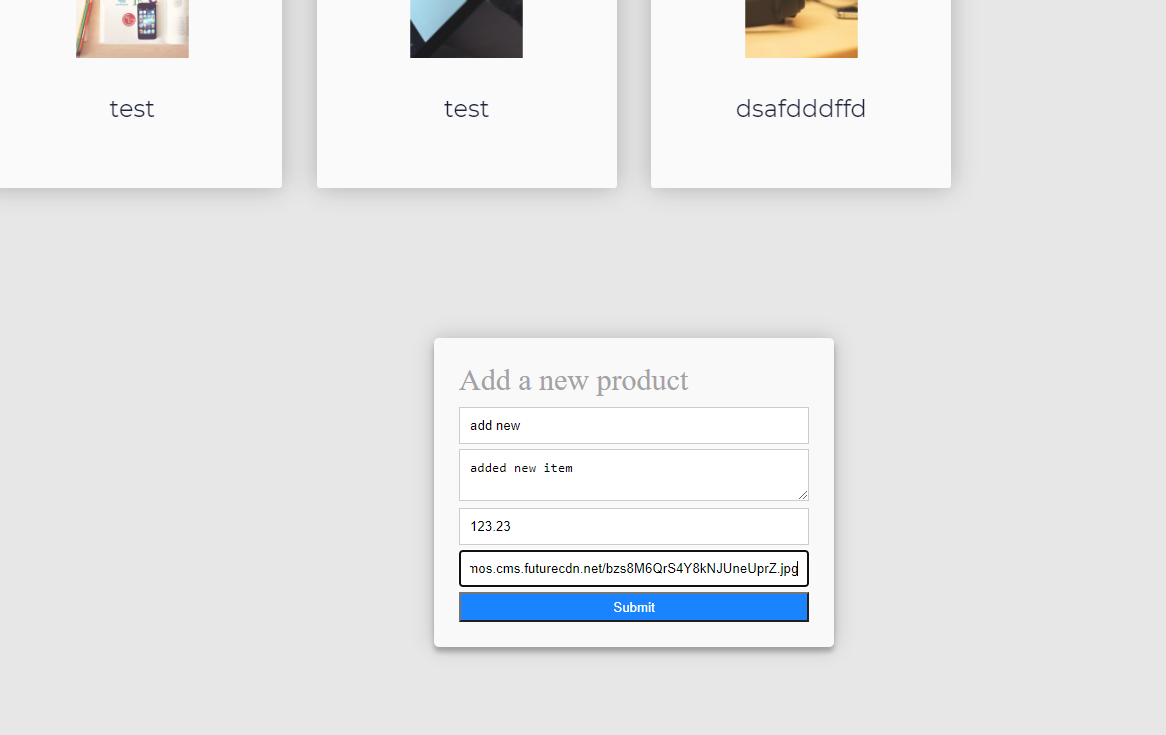 test
test
dsafdddffd
Add a new product
add new
added new item
123.23
mos.cms.futurecdn.net/bzs8M6QrS4Y8kNJUneUprZ.jpg
Submit